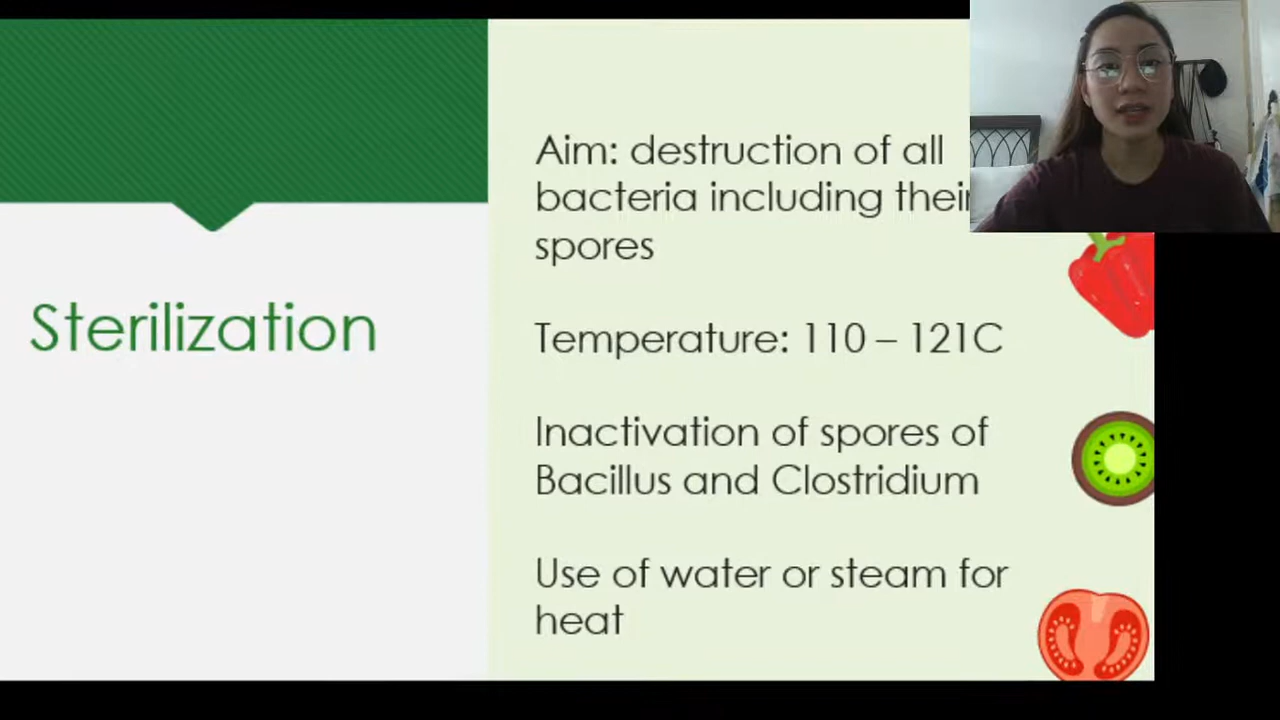 Sterilization
Aim: destruction of all
bacteria including their
spores
Temperature: 110 – 121C
Inactivation of spores of
Bacillus and Clostridium
Use of water or steam for
heat